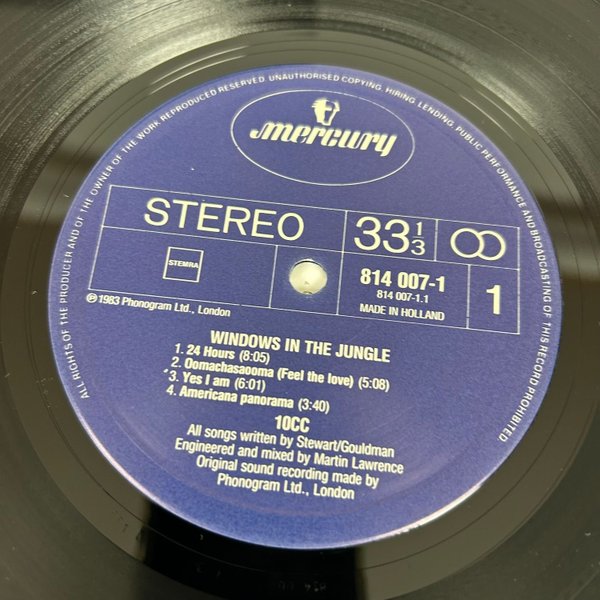 ALL RIGHTS OF THE PRODUCER AND OF THE OWNER OF THE WORK REPRODUCED RESERVED. UNAUTHORISED COPYING, HIRING, LENDING, PUBLIC PERFORMANCE AND BROADCASTING OF THIS RECORD PROHIBITED
mercury
STEREO
33 1/3
STEMRA
814 007-1
814 007-1.1
MADE IN HOLLAND
1
℗ 1983 Phonogram Ltd., London
WINDOWS IN THE JUNGLE
1. 24 Hours (8:05)
2. Oomachasaooma (Feel the love) (5:08)
3. Yes I am (6:01)
4. Americana panorama (3:40)
10CC
All songs written by Stewart/Gouldman
Engineered and mixed by Martin Lawrence
Original sound recording made by
Phonogram Ltd., London